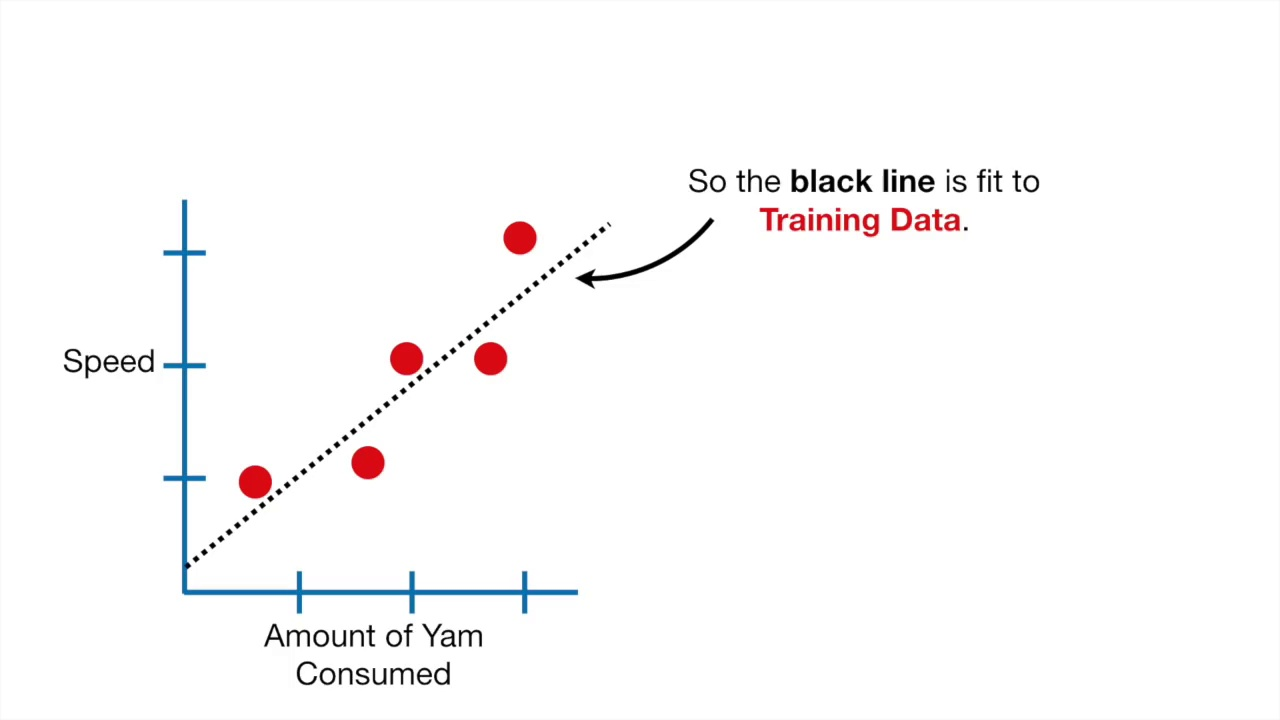 So the black line is fit to
Training Data.
Speed
Amount of Yam
Consumed